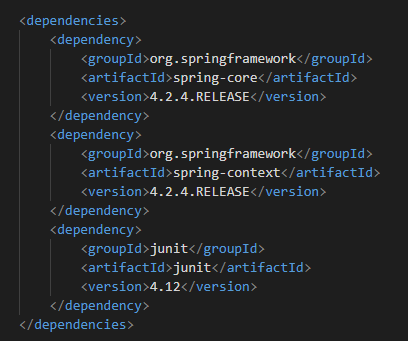 <dependencies>
    <dependency>
        <groupId>org.springframework</groupId>
        <artifactId>spring-core</artifactId>
        <version>4.2.4.RELEASE</version>
    </dependency>
    <dependency>
        <groupId>org.springframework</groupId>
        <artifactId>spring-context</artifactId>
        <version>4.2.4.RELEASE</version>
    </dependency>
    <dependency>
        <groupId>junit</groupId>
        <artifactId>junit</artifactId>
        <version>4.12</version>
    </dependency>
</dependencies>